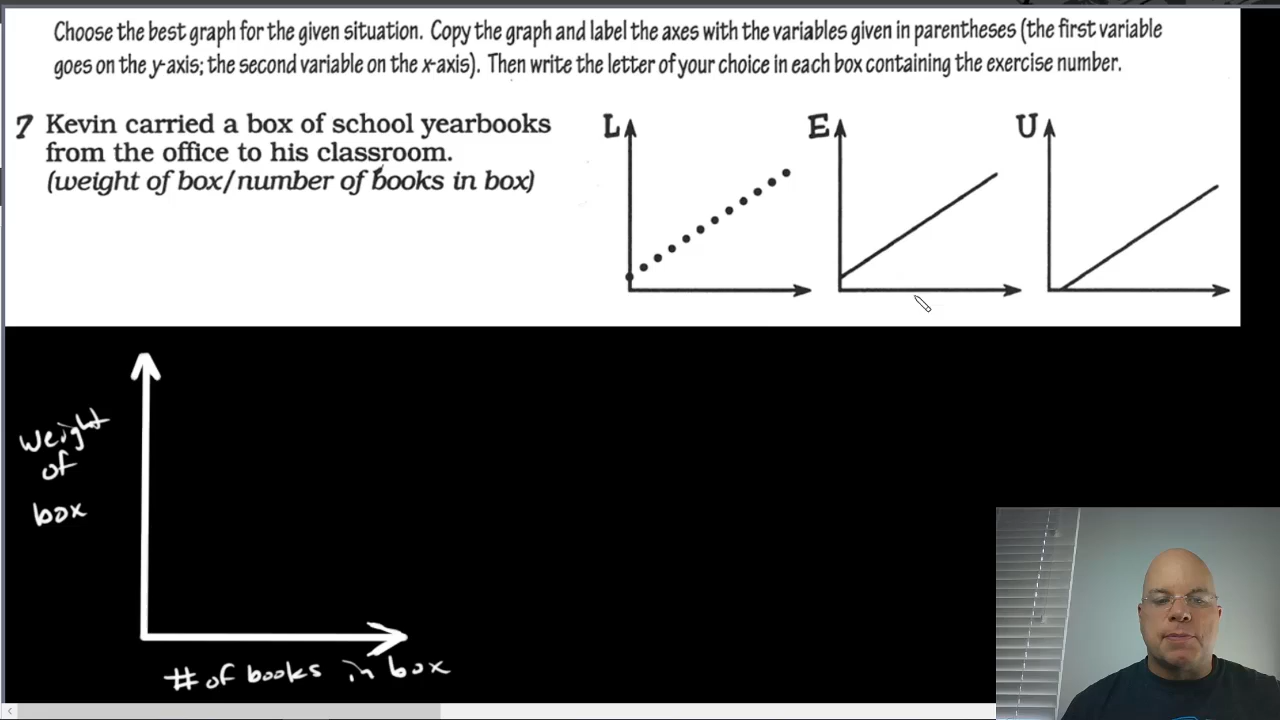 Choose the best graph for the given situation. Copy the graph and label the axes with the variables given in parentheses (the first variable
goes on the y-axis; the second variable on the x-axis). Then write the letter of your choice in each box containing the exercise number.
7 Kevin carried a box of school yearbooks
from the office to his classroom.
(weight of box/number of books in box)
L E U
Weight
of
box
# of books in box